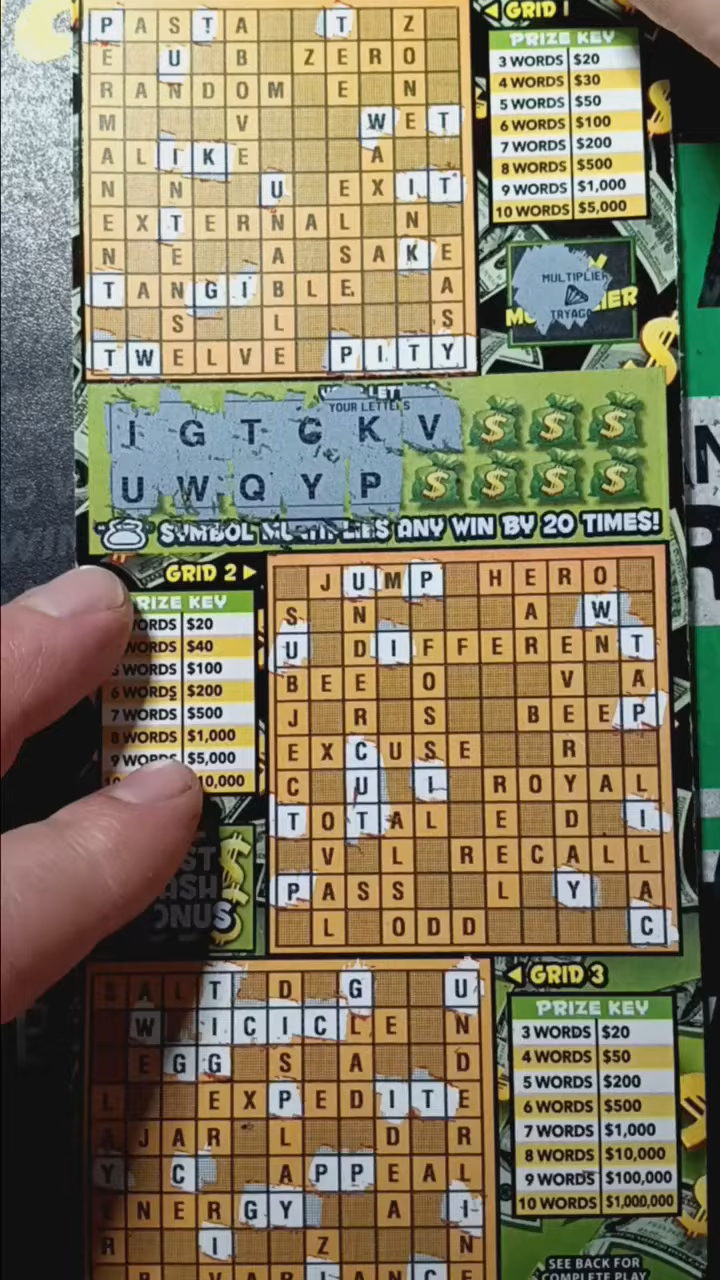 GRID 1
P A S T A T Z
E U B Z E R O
R A N D O M E N
M V W E T
A L I K E A
N N U E X I T
E X T E R N A L N
N E A S A K E
T A N G I B L E A
S L S
T W E L V E P I T Y
PRIZE KEY
3 WORDS $20
4 WORDS $30
5 WORDS $50
6 WORDS $100
7 WORDS $200
8 WORDS $500
9 WORDS $1,000
10 WORDS $5,000
MULTIPLIER
YOUR LETTERS
I G T C K V
U W Q Y P
SYMBOL MULTIPLIES ANY WIN BY 20 TIMES!
GRID 2
RIZE KEY
ORDS $20
WORDS $40
WORDS $100
6 WORDS $200
7 WORDS $500
8 WORDS $1,000
9 WORDS $5,000
10,000
J U M P H E R O
S N A W
U D I F F E R E N T
B E E O V A
J R S B E E P
E X C U S E R
C U I R O Y A L
T O T A L E D I
V L R E C A L L
P A S S L Y A
L O D D C
GRID 3
S A L T D G U
W I C I C L E N
E G G S A D
L E X P E D I T E
A J A R L D R
Y C A P P E A L
E N E R G Y A I
R I Z N
PRIZE KEY
3 WORDS $20
4 WORDS $50
5 WORDS $200
6 WORDS $500
7 WORDS $1,000
8 WORDS $10,000
9 WORDS $100,000
10 WORDS $1,000,000
SEE BACK FOR
COMPLETE PLAY